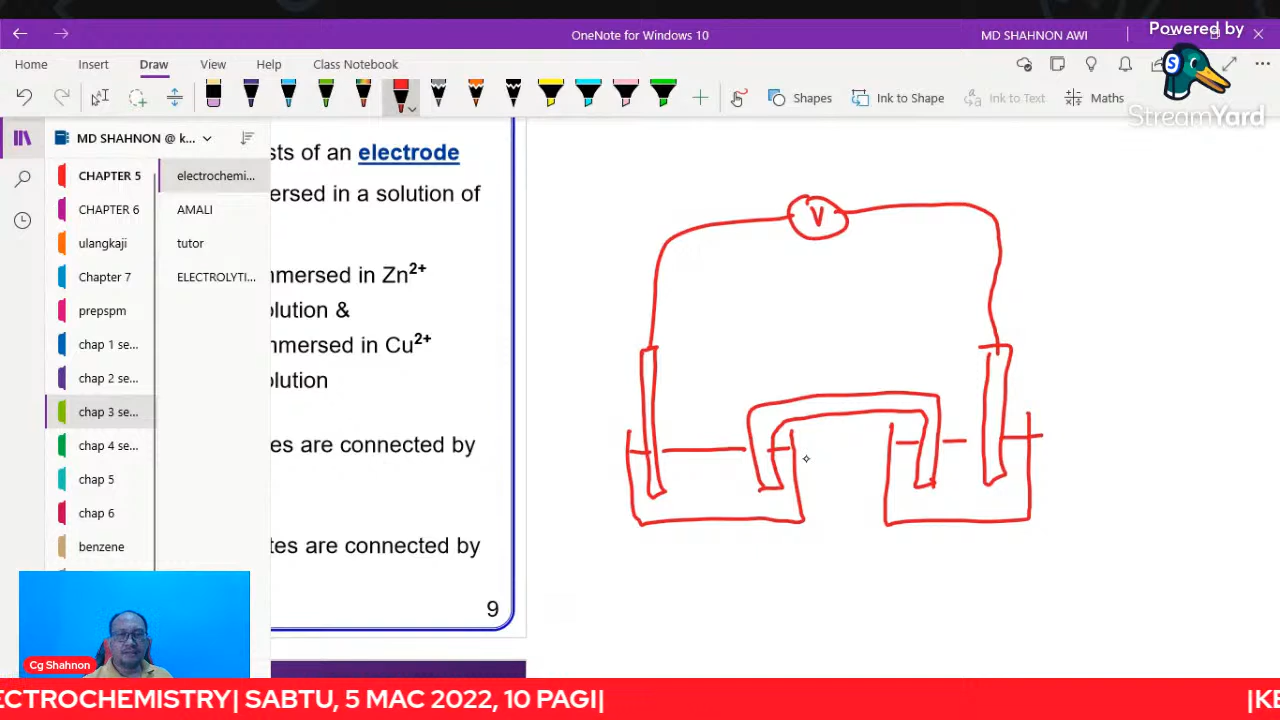 OneNote for Windows 10
MD SHAHNON AWI
Powered by
StreamYard
Home
Insert
Draw
View
Help
Class Notebook
Shapes
Ink to Shape
Ink to Text
Maths
MD SHAHNON @ k...
CHAPTER 5
CHAPTER 6
ulangkaji
Chapter 7
prepspm
chap 1 se...
chap 2 se...
chap 3 se...
chap 4 se...
chap 5
chap 6
benzene
electrochemi...
AMALI
tutor
ELECTROLYTI...
sts of an electrode
ersed in a solution of
mmersed in Zn2+
olution &
mmersed in Cu2+
olution
es are connected by
tes are connected by
9
V
S
Cg Shahnon
ECTROCHEMISTRY| SABTU, 5 MAC 2022, 10 PAGI|
|KE